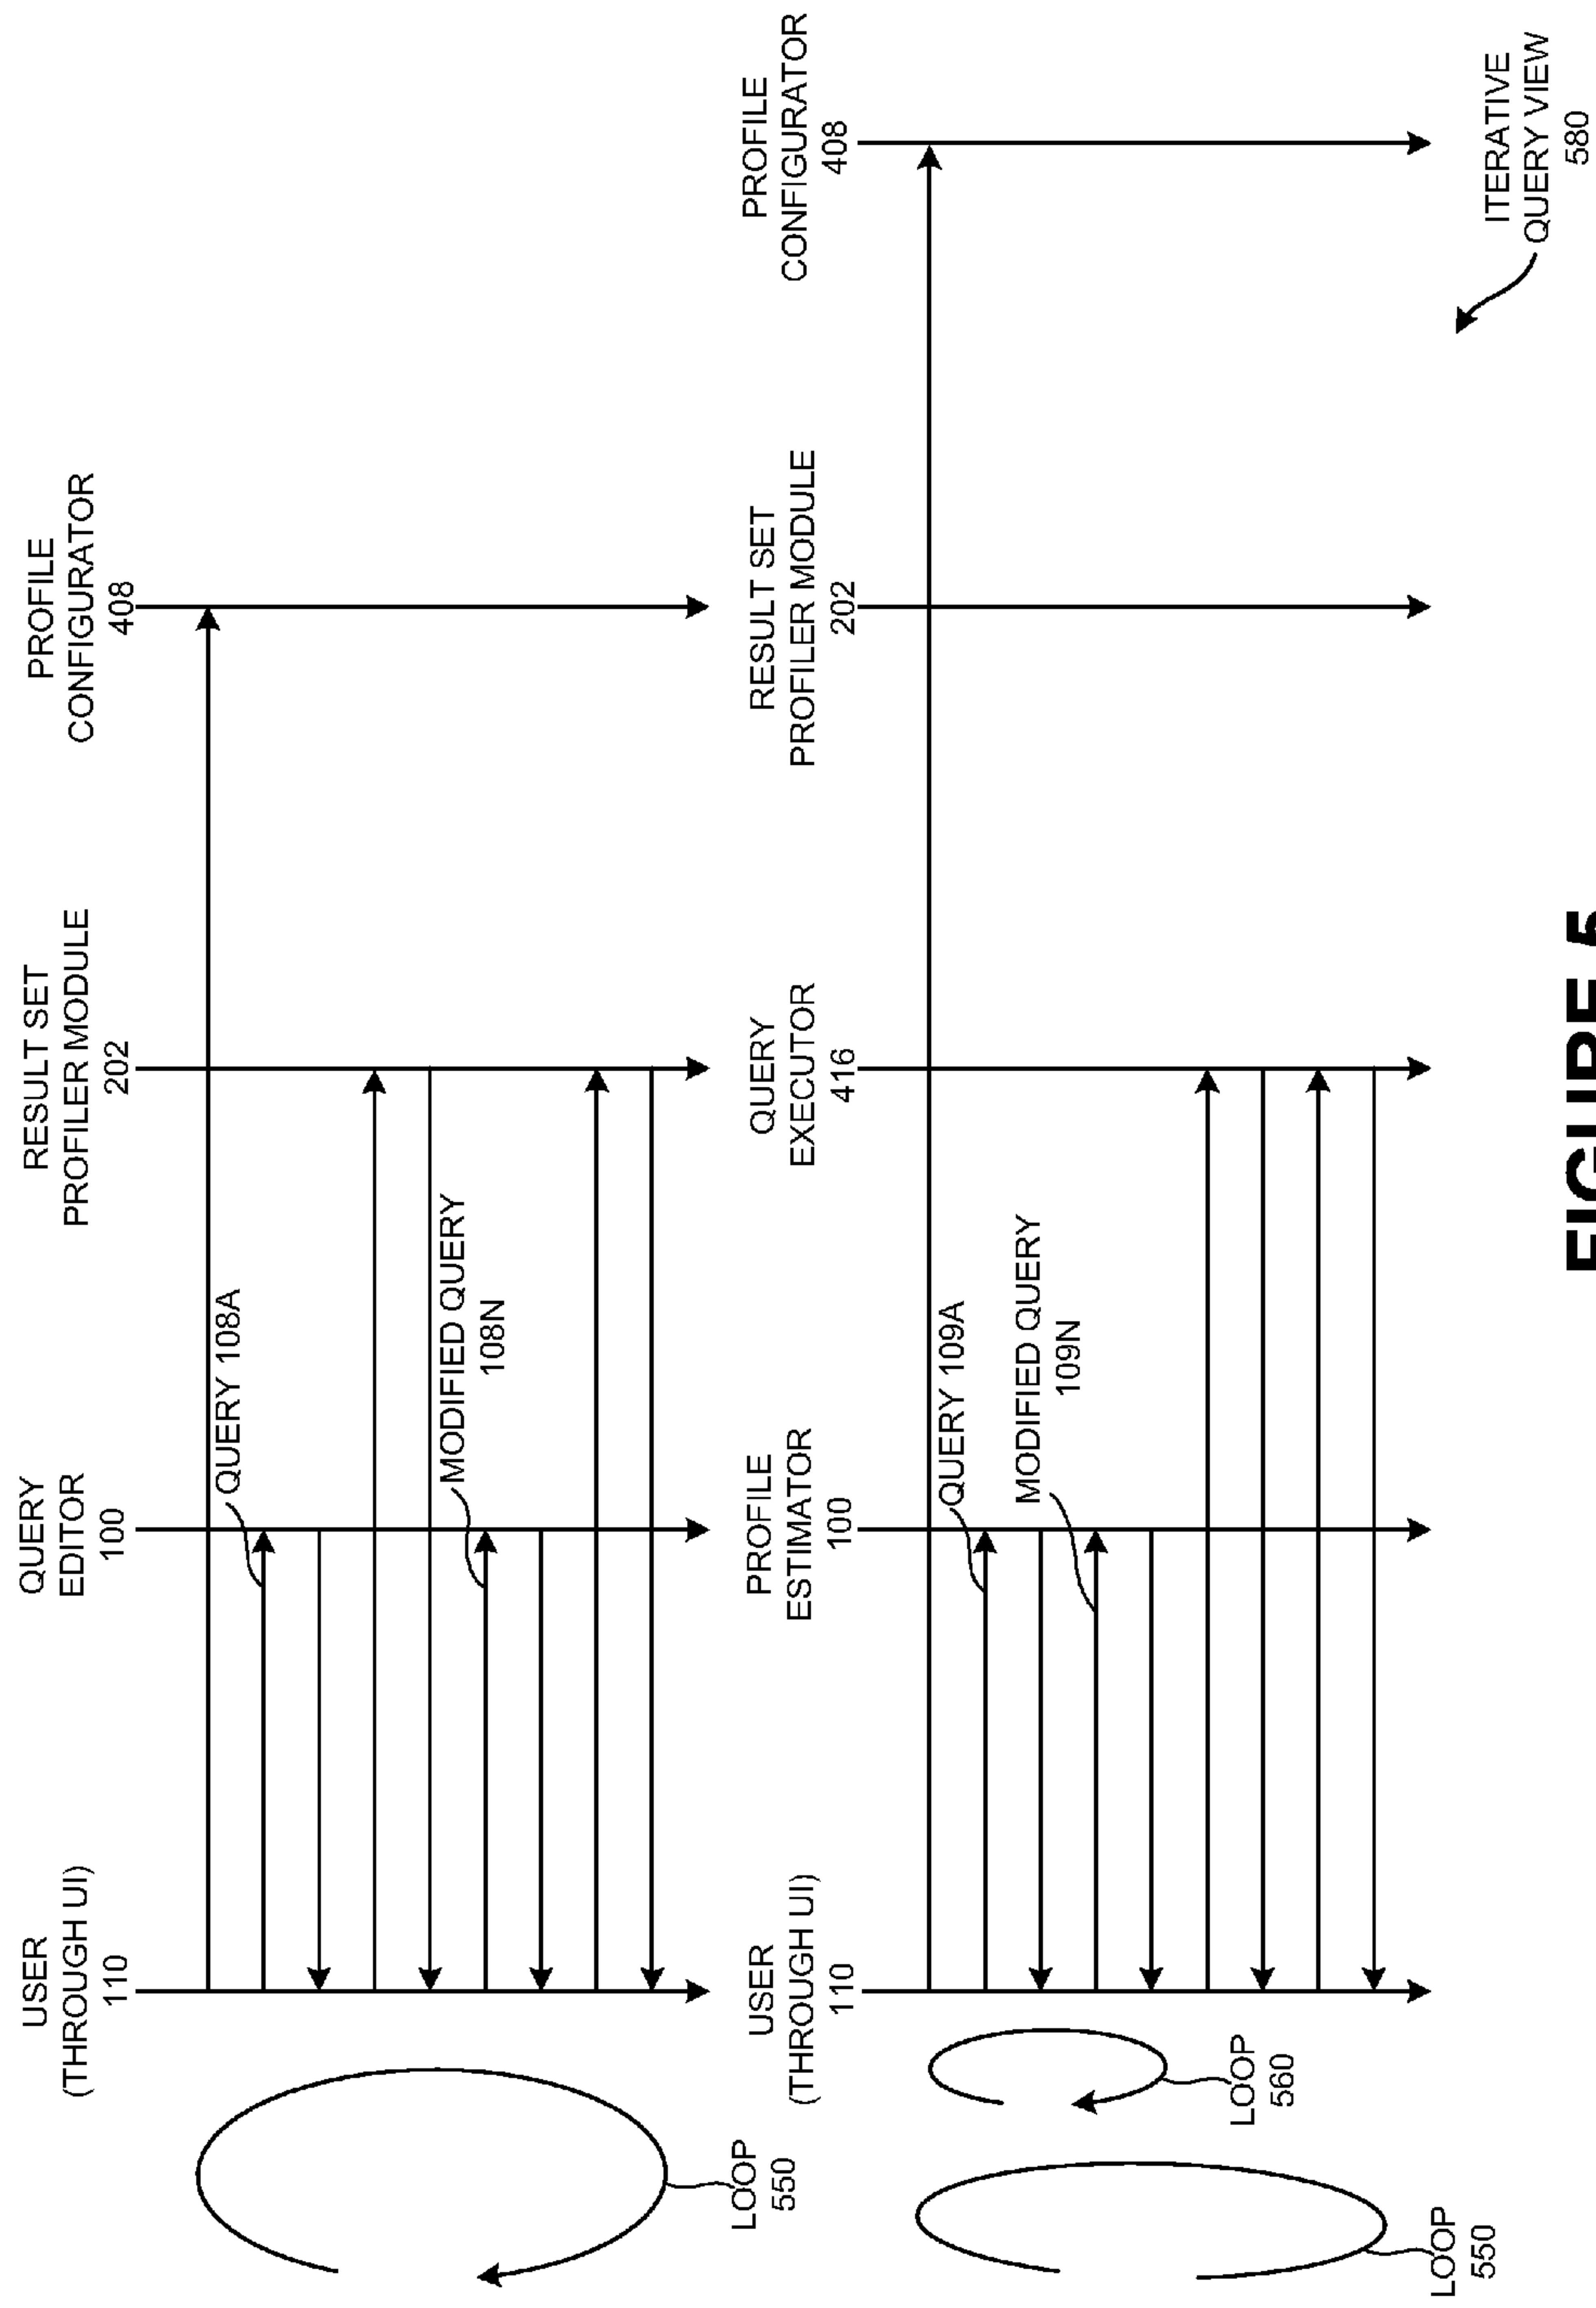 USER
(THROUGH UI)
110
QUERY
EDITOR
100
RESULT SET
PROFILER MODULE
202
PROFILE
CONFIGURATOR
408
QUERY 108A
MODIFIED QUERY
108N
LOOP
550
USER
(THROUGH UI)
110
PROFILE
ESTIMATOR
100
QUERY
EXECUTOR
416
RESULT SET
PROFILER MODULE
202
PROFILE
CONFIGURATOR
408
QUERY 109A
MODIFIED QUERY
109N
LOOP
560
LOOP
550
ITERATIVE
QUERY VIEW
580
FIGURE 5